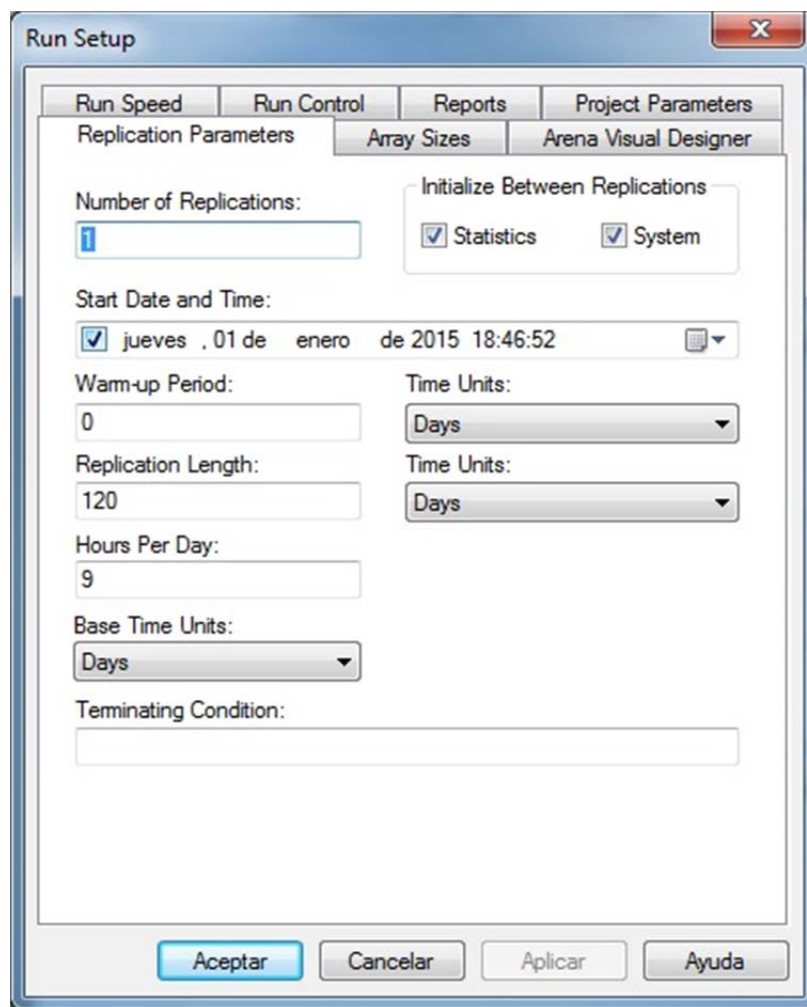 Run Setup
Run Speed Run Control Reports Project Parameters
Replication Parameters Array Sizes Arena Visual Designer
Number of Replications:
1
Initialize Between Replications
Statistics System
Start Date and Time:
jueves , 01 de enero de 2015 18:46:52
Warm-up Period: Time Units:
0 Days
Replication Length: Time Units:
120 Days
Hours Per Day:
9
Base Time Units:
Days
Terminating Condition:
Aceptar Cancelar Aplicar Ayuda